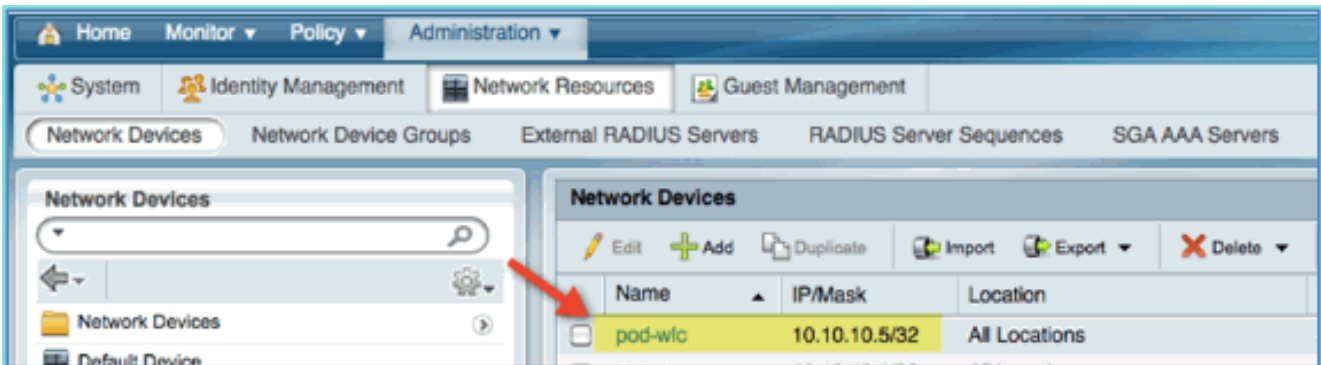 Home Monitor Policy Administration
System Identity Management Network Resources Guest Management
Network Devices Network Device Groups External RADIUS Servers RADIUS Server Sequences SGA AAA Servers
Network Devices
Network Devices
Default Device
Network Devices
Edit Add Duplicate Import Export Delete
Name IP/Mask Location
pod-wlc 10.10.10.5/32 All Locations